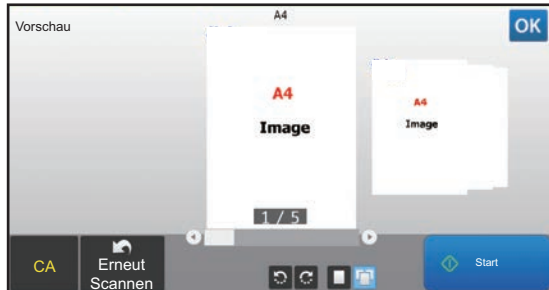 A4
Vorschau
OK
A4
Image
A4
Image
1 / 5
CA
Erneut
Scannen
Start